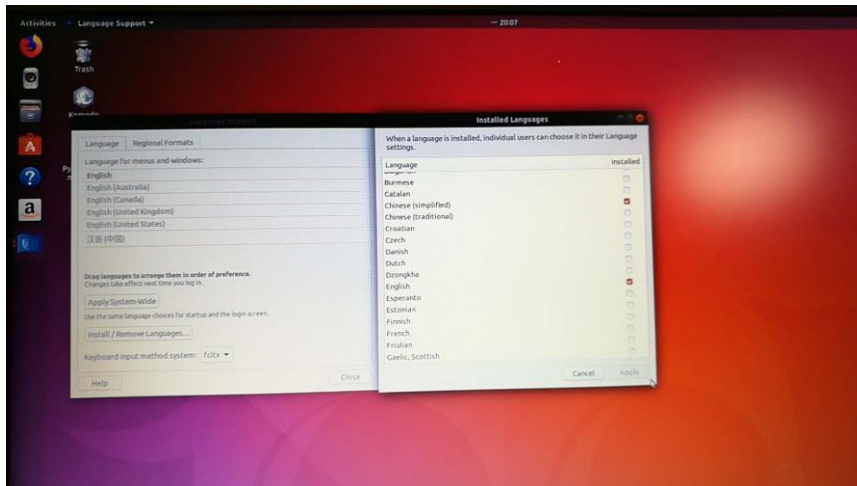 Activities
Language Support
20:07
Trash
Language Support
Language
Regional Formats
Language for menus and windows:
English
English (Australia)
English (Canada)
English (United Kingdom)
English (United States)
汉语 (中国)
Drag languages to arrange them in order of preference.
Changes take effect next time you log in.
Apply System-Wide
Use the same language choices for startup and the login screen.
Install / Remove Languages...
Keyboard input method system: fcitx
Help
Close
Installed Languages
When a language is installed, individual users can choose it in their Language
settings.
Language Installed
Burmese
Catalan
Chinese (simplified)
Chinese (traditional)
Croatian
Czech
Danish
Dutch
Dzongkha
English
Esperanto
Estonian
Finnish
French
Friulian
Gaelic, Scottish
Cancel
Apply